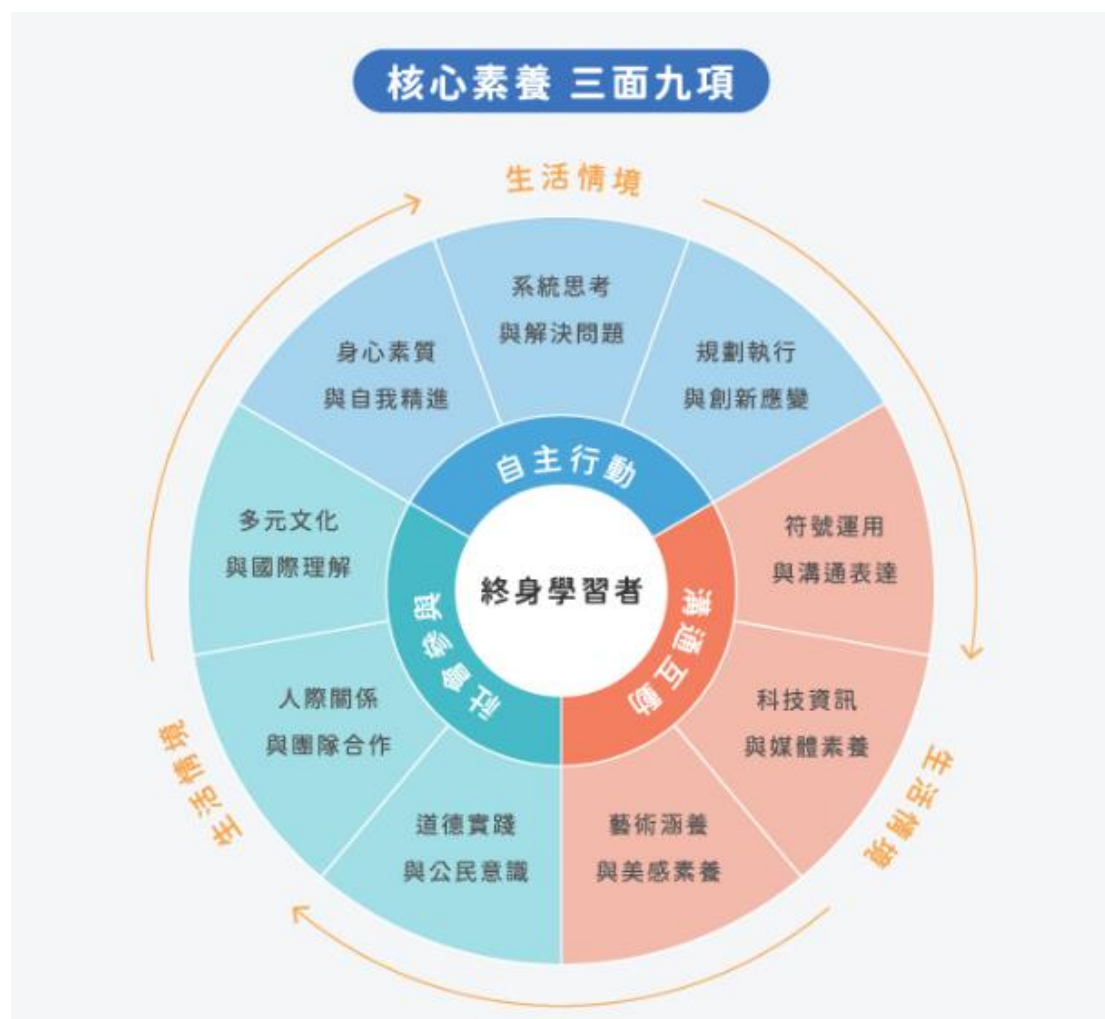 核心素養 三面九項
生活情境
系統思考
與解決問題
規劃執行
與創新應變
身心素質
與自我精進
自主行動
符號運用
與溝通表達
多元文化
與國際理解
終身學習者
溝通互動
社會參與
科技資訊
與媒體素養
人際關係
與團隊合作
生活情境
生活情境
藝術涵養
與美感素養
道德實踐
與公民意識